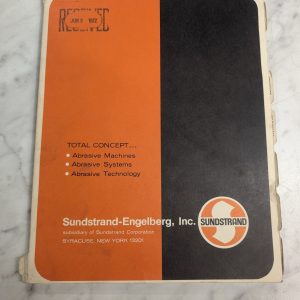 RECEIVED
TOTAL CONCEPT...
• Abrasive Machines
• Abrasive Systems
• Abrasive Technology
Sundstrand-Engelberg, Inc.
subsidiary of Sundstrand Corporation
SYRACUSE, NEW YORK 13201
SUNDSTRAND